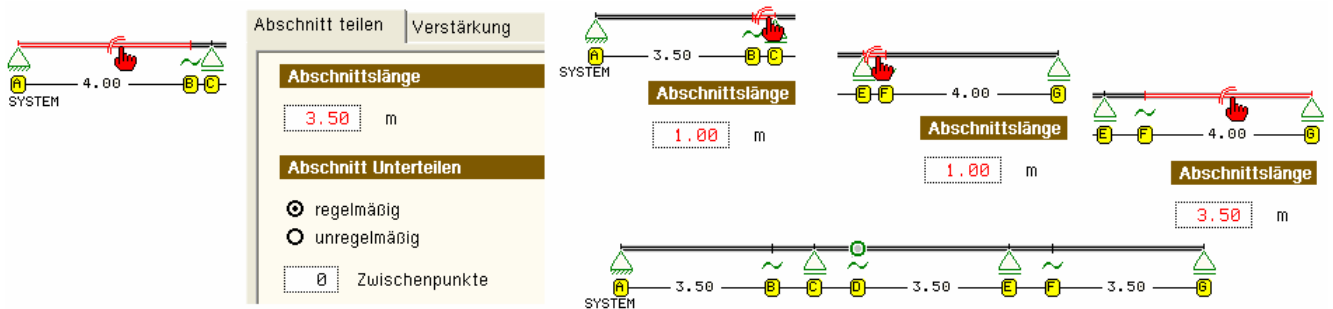 A 4.00 B C
SYSTEM
Abschnitt teilen Verstärkung
Abschnittslänge
3.50 m
Abschnitt Unterteilen
regelmäßig
unregelmäßig
0 Zwischenpunkte
A 3.50 B C
SYSTEM
Abschnittslänge
1.00 m
E F 4.00 G
Abschnittslänge
1.00 m
E F 4.00 G
Abschnittslänge
3.50 m
A 3.50 B C D 3.50 E F 3.50 G
SYSTEM